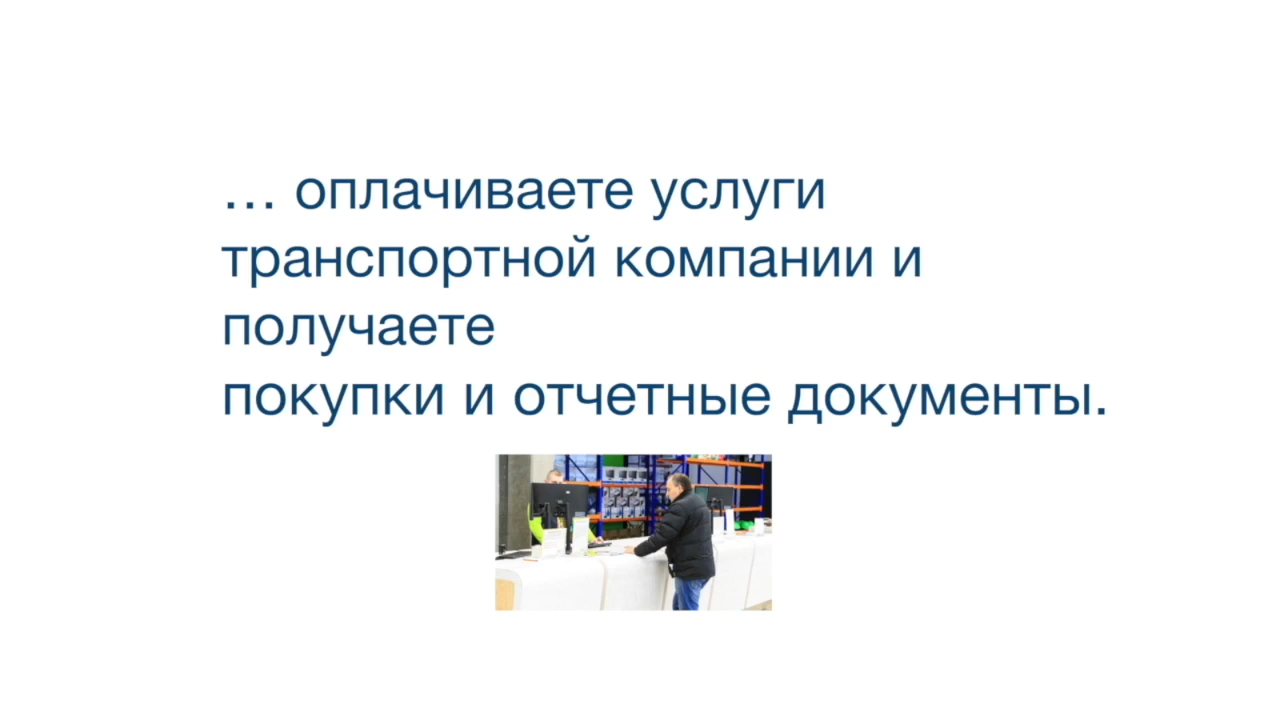 … оплачиваете услуги
транспортной компании и
получаете
покупки и отчетные документы.